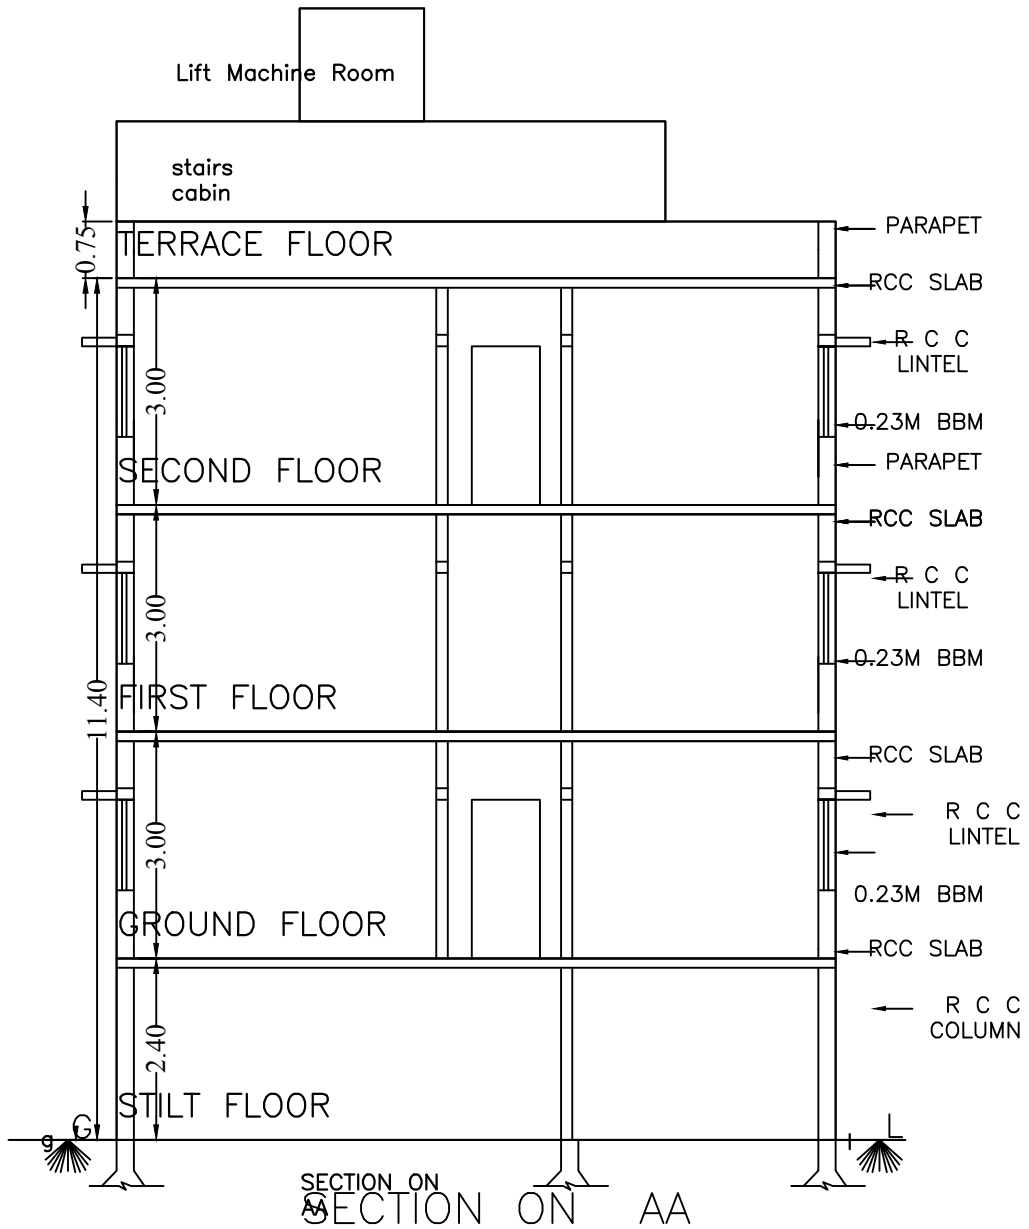 Lift Machine Room
stairs
cabin
0.75
TERRACE FLOOR
PARAPET
RCC SLAB
R C C
LINTEL
3.00
0.23M BBM
SECOND FLOOR
PARAPET
RCC SLAB
R C C
LINTEL
3.00
0.23M BBM
11.40
FIRST FLOOR
RCC SLAB
R C C
LINTEL
3.00
0.23M BBM
GROUND FLOOR
RCC SLAB
R C C
COLUMN
2.40
STILT FLOOR
G L
g l
SECTION ON
AA
SECTION ON AA